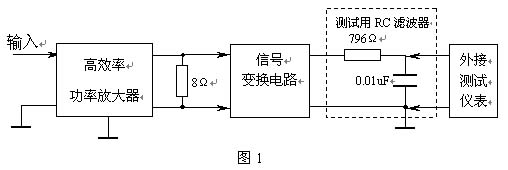 输入
高效率
功率放大器
8Ω
信号
变换电路
测试用 RC 滤波器
796Ω
0.01uF
外接
测试
仪表
图 1